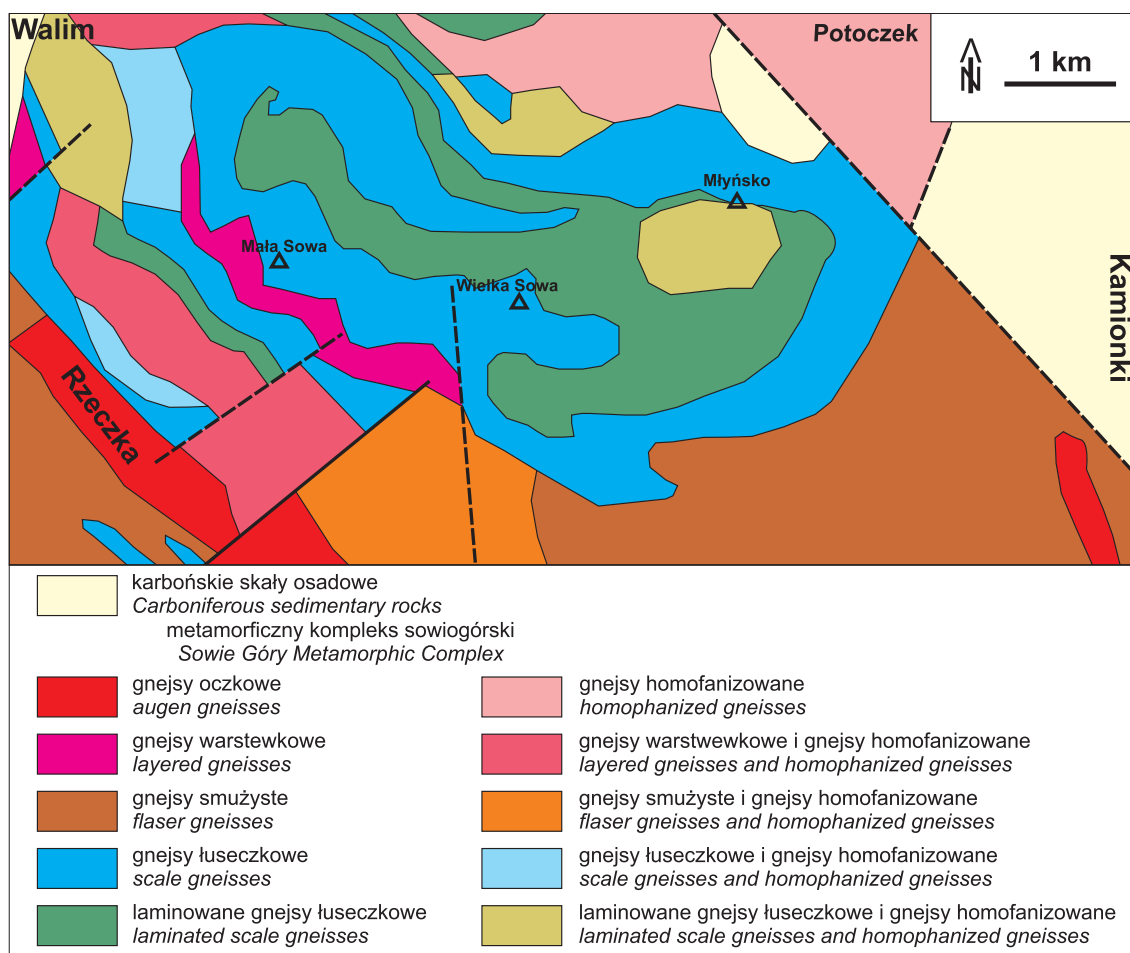 Walim
Potoczek
N
1 km
Młyńsko
Mała Sowa
Wielka Sowa
Kamionki
Rzeczka
karbońskie skały osadowe
Carboniferous sedimentary rocks
metamorficzny kompleks sowiogórski
Sowie Góry Metamorphic Complex
gnejsy oczkowe
augen gneisses
gnejsy warstewkowe
layered gneisses
gnejsy smużyste
flaser gneisses
gnejsy łuseczkowe
scale gneisses
laminowane gnejsy łuseczkowe
laminated scale gneisses
gnejsy homofanizowane
homophanized gneisses
gnejsy warstwewkowe i gnejsy homofanizowane
layered gneisses and homophanized gneisses
gnejsy smużyste i gnejsy homofanizowane
flaser gneisses and homophanized gneisses
gnejsy łuseczkowe i gnejsy homofanizowane
scale gneisses and homophanized gneisses
laminowane gnejsy łuseczkowe i gnejsy homofanizowane
laminated scale gneisses and homophanized gneisses